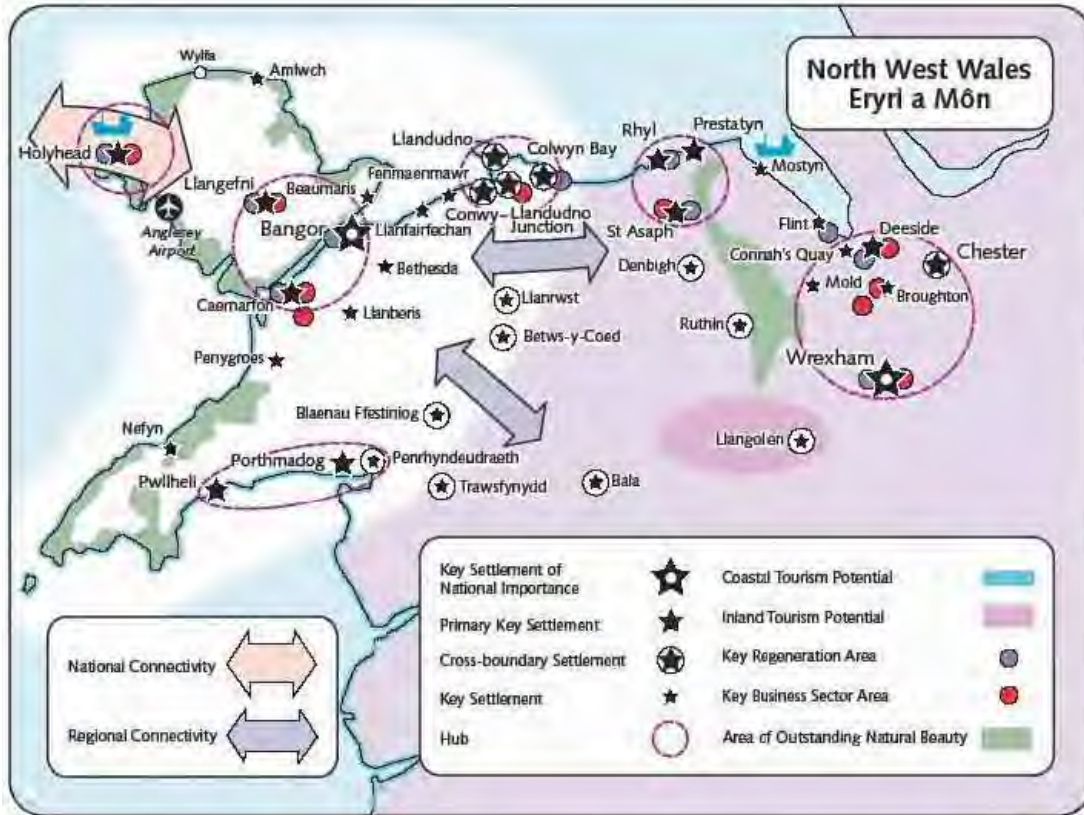 North West Wales
Eryri a Môn
Wylfa
Amlwch
Holyhead
Llandudno
Colwyn Bay
Rhyl
Prestatyn
Mostyn
Llangefni
Beaumaris
Penmaenmawr
Anglesey
Airport
Bangor
Llanfairfechan
Conwy
Llandudno
Junction
St Asaph
Flint
Deeside
Connah's Quay
Chester
Bethesda
Denbigh
Mold
Broughton
Caernarfon
Llanberis
Llanrwst
Betws-y-Coed
Ruthin
Penygroes
Wrexham
Blaenau Ffestiniog
Nefyn
Llangolen
Porthmadog
Penrhyndeudraeth
Pwllheli
Trawsfynydd
Bala
Key Settlement of
National Importance
Primary Key Settlement
Cross-boundary Settlement
Key Settlement
Hub
Coastal Tourism Potential
Inland Tourism Potential
Key Regeneration Area
Key Business Sector Area
Area of Outstanding Natural Beauty
National Connectivity
Regional Connectivity